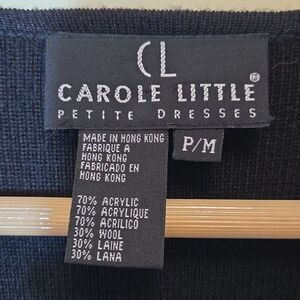 CL
CAROLE LITTLE®
PETITE DRESSES
P/M
MADE IN HONG KONG
FABRIQUE A
HONG KONG
FABRICADO EN
HONG KONG
70% ACRYLIC
70% ACRYLIQUE
70% ACRILICO
30% WOOL
30% LAINE
30% LANA